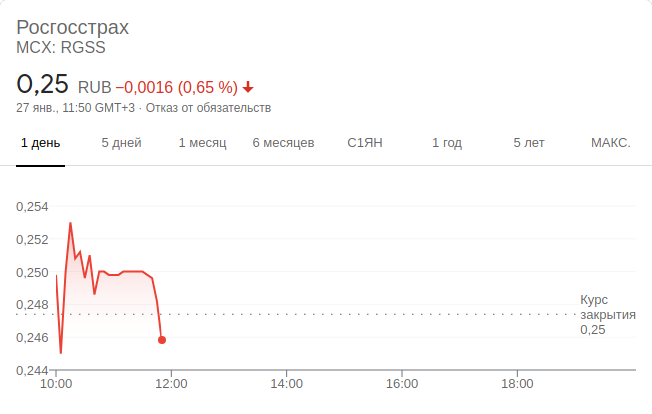 Росгосстрах
MCX: RGSS
0,25 RUB −0,0016 (0,65 %)
27 янв., 11:50 GMT+3 · Отказ от обязательств
1 день 5 дней 1 месяц 6 месяцев С1ЯН 1 год 5 лет МАКС.
0,254
0,252
0,250
0,248
0,246
0,244
Курс
закрытия
0,25
10:00 12:00 14:00 16:00 18:00